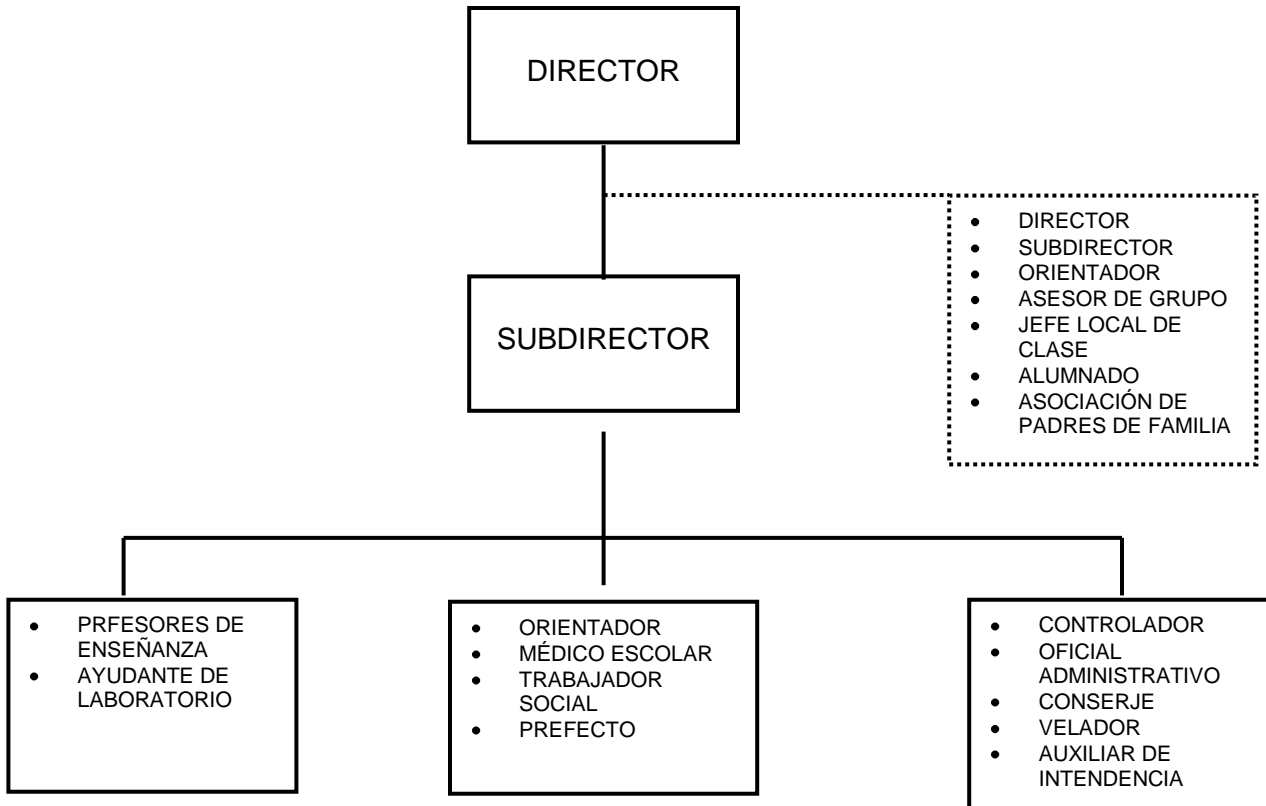 DIRECTOR
• DIRECTOR
• SUBDIRECTOR
• ORIENTADOR
• ASESOR DE GRUPO
• JEFE LOCAL DE
CLASE
• ALUMNADO
• ASOCIACIÓN DE
PADRES DE FAMILIA
SUBDIRECTOR
• PRFESORES DE
ENSEÑANZA
• AYUDANTE DE
LABORATORIO
• ORIENTADOR
• MÉDICO ESCOLAR
• TRABAJADOR
SOCIAL
• PREFECTO
• CONTROLADOR
• OFICIAL
ADMINISTRATIVO
• CONSERJE
• VELADOR
• AUXILIAR DE
INTENDENCIA